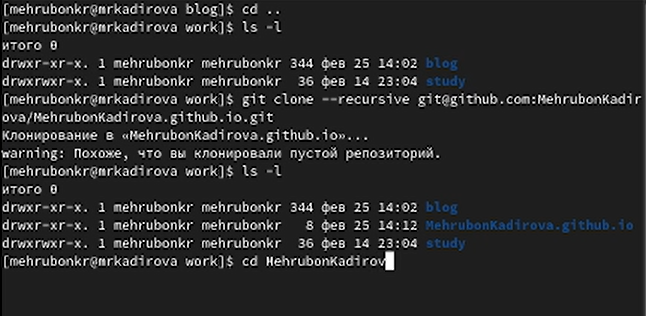 [mehrubonkr@mrkadirova blog]$ cd ..
[mehrubonkr@mrkadirova work]$ ls -l
итого 0
drwxr-xr-x. 1 mehrubonkr mehrubonkr 344 фев 25 14:02 blog
drwxrwxr-x. 1 mehrubonkr mehrubonkr  36 фев 14 23:04 study
[mehrubonkr@mrkadirova work]$ git clone --recursive git@github.com:MehrubonKadir
ova/MehrubonKadirova.github.io.git
Клонирование в «MehrubonKadirova.github.io»...
warning: Похоже, что вы клонировали пустой репозиторий.
[mehrubonkr@mrkadirova work]$ ls -l
итого 0
drwxr-xr-x. 1 mehrubonkr mehrubonkr 344 фев 25 14:02 blog
drwxr-xr-x. 1 mehrubonkr mehrubonkr   8 фев 25 14:12 MehrubonKadirova.github.io
drwxrwxr-x. 1 mehrubonkr mehrubonkr  36 фев 14 23:04 study
[mehrubonkr@mrkadirova work]$ cd MehrubonKadirov